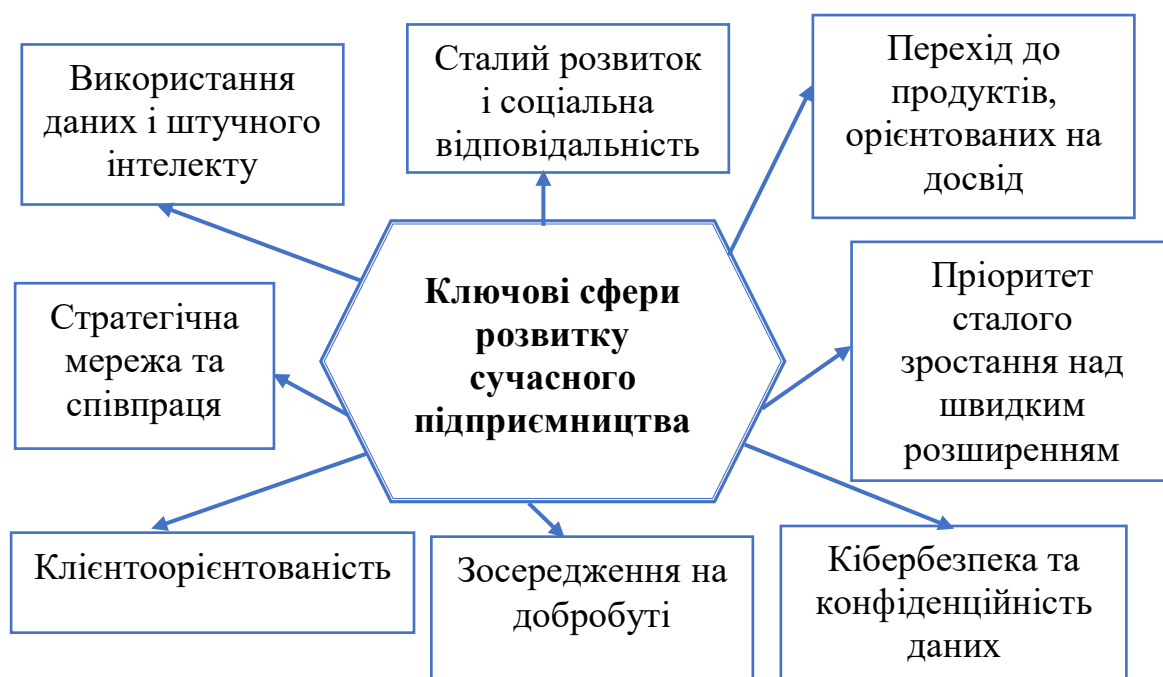 Використання
даних і штучного
інтелекту
Сталий розвиток
і соціальна
відповідальність
Перехід до
продуктів,
орієнтованих на
досвід
Стратегічна
мережа та
співпраця
Ключові сфери
розвитку
сучасного
підприємництва
Пріоритет
сталого
зростання над
швидким
розширенням
Клієнтоорієнтованість
Зосередження на
добробуті
Кібербезпека та
конфіденційність
даних